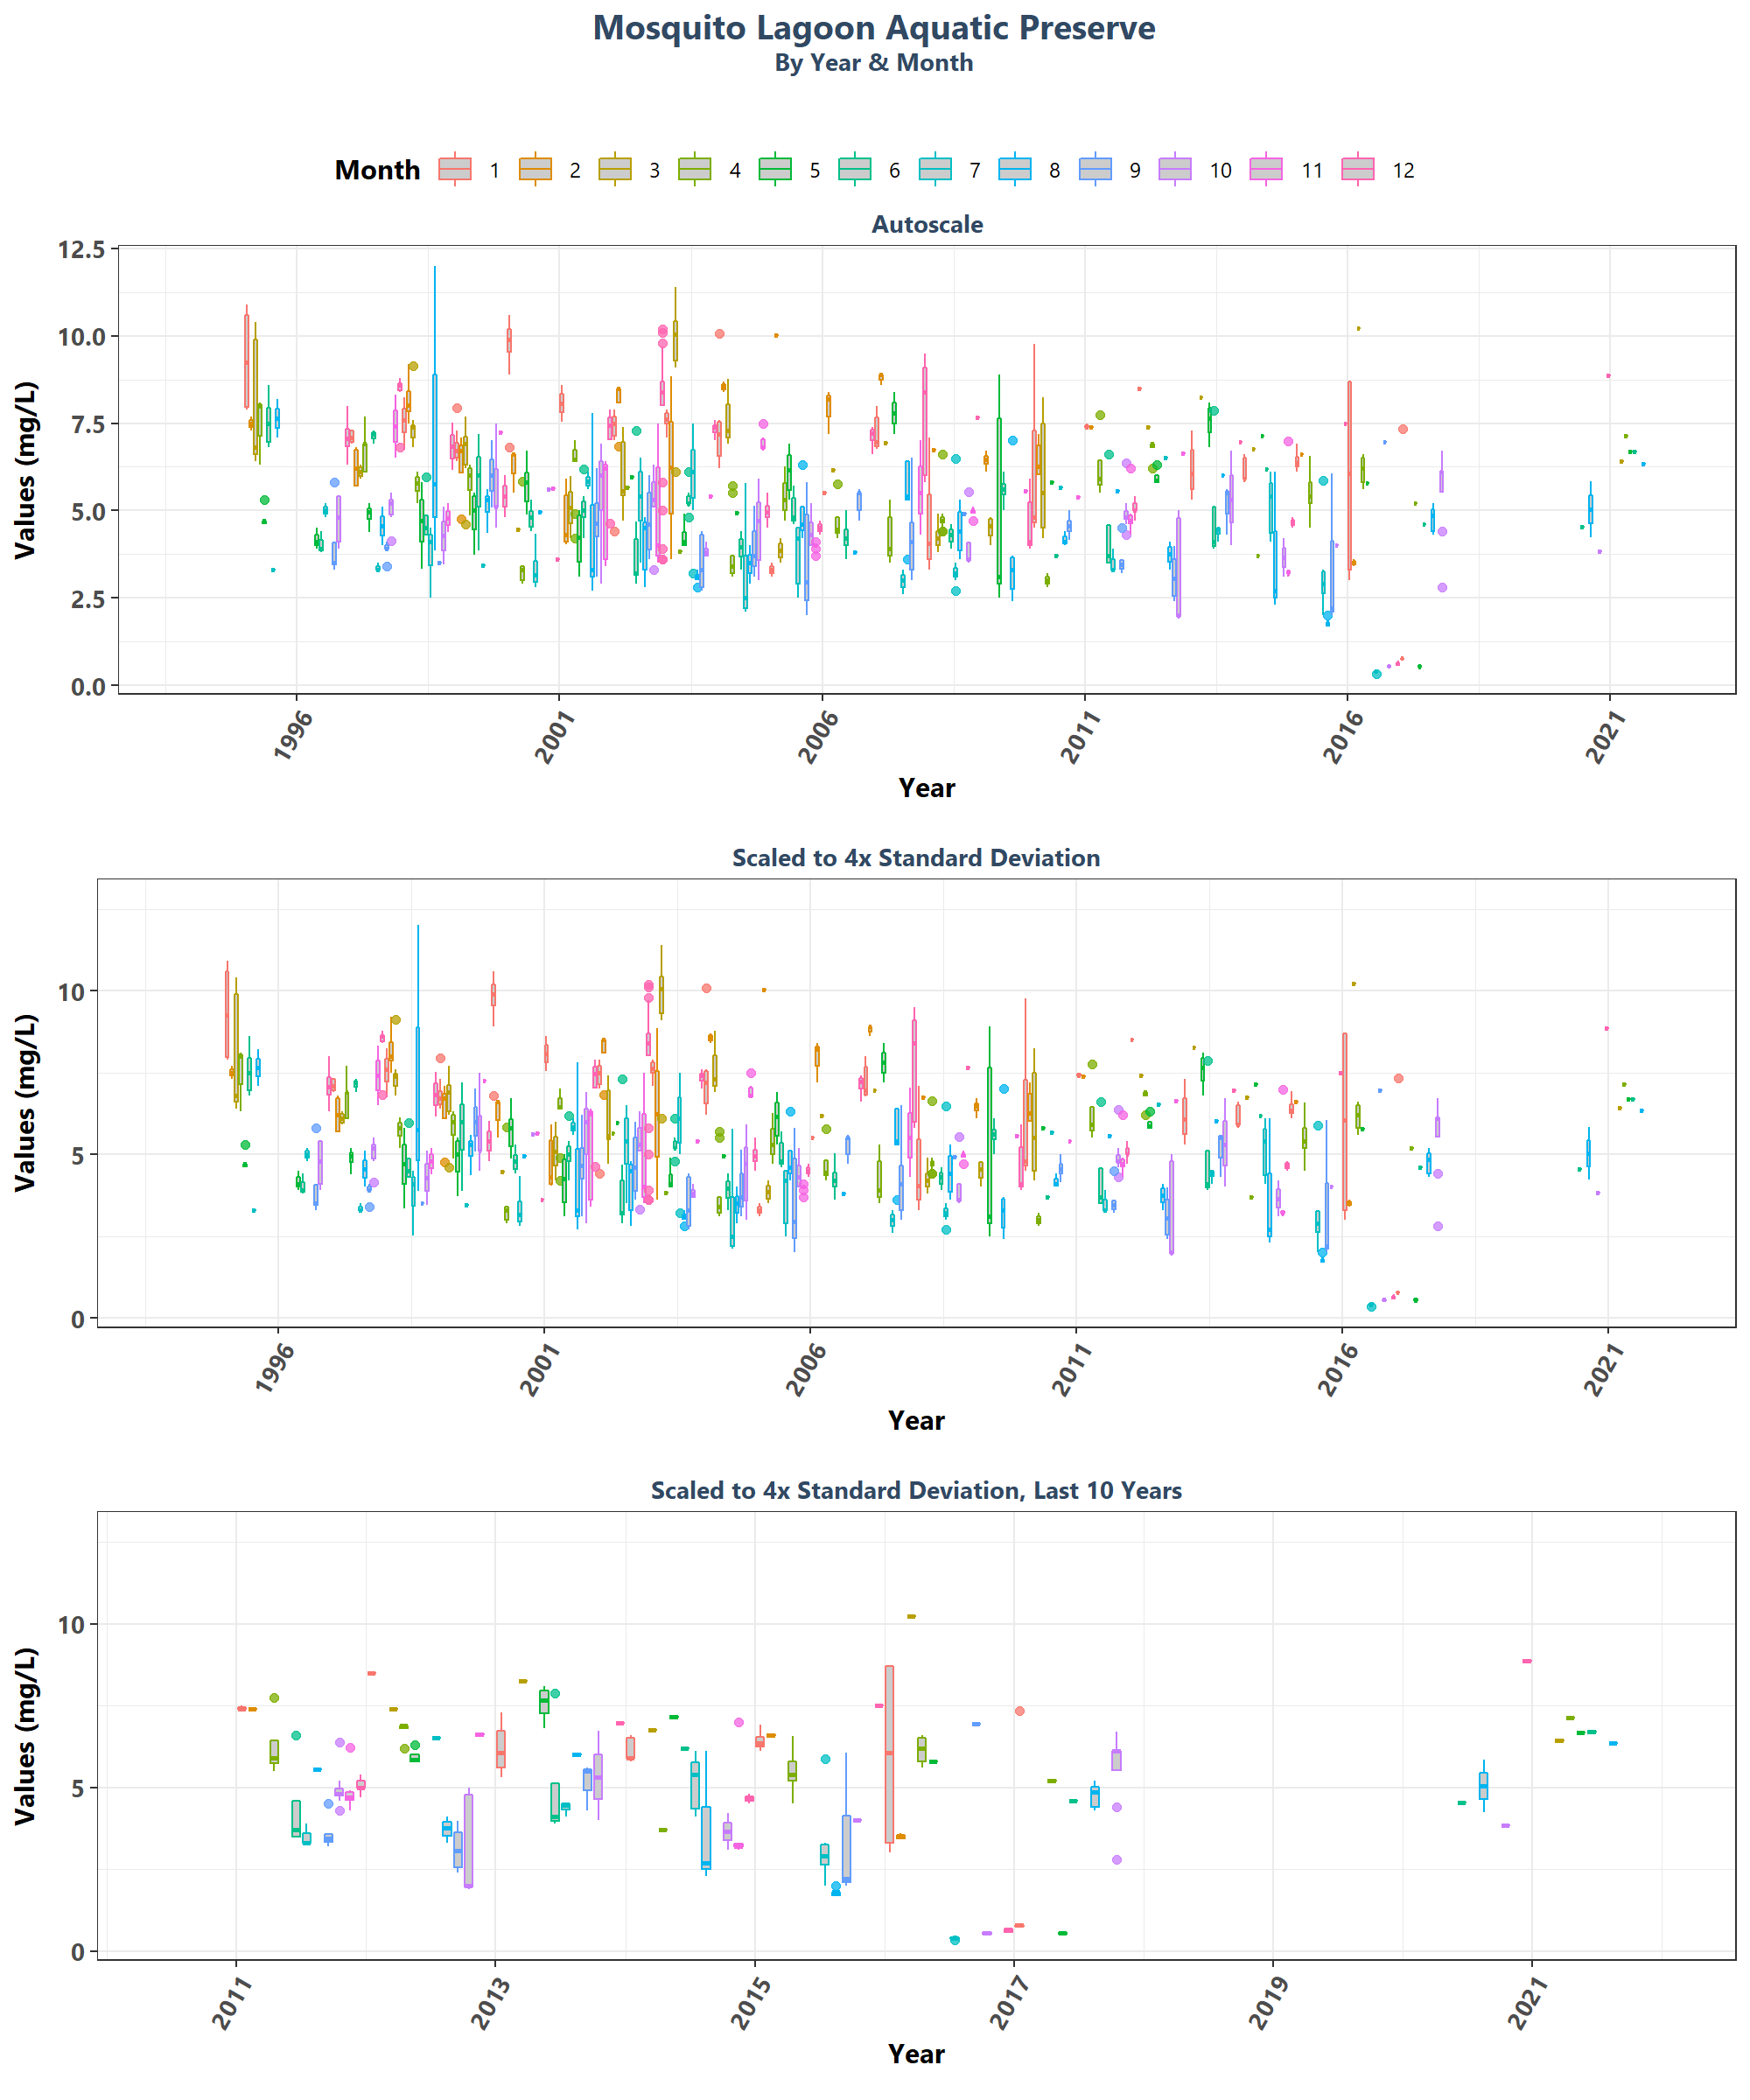 Mosquito Lagoon Aquatic Preserve
By Year & Month
Month 1 2 3 4 5 6 7 8 9 10 11 12
Autoscale
Values (mg/L)
12.5
10.0
7.5
5.0
2.5
0.0
1996 2001 2006 2011 2016 2021
Year
Scaled to 4x Standard Deviation
Values (mg/L)
10
5
0
1996 2001 2006 2011 2016 2021
Year
Scaled to 4x Standard Deviation, Last 10 Years
Values (mg/L)
10
5
0
2011 2013 2015 2017 2019 2021
Year